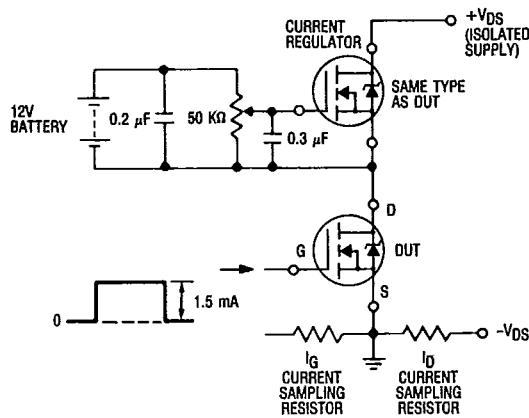 CURRENT
REGULATOR
+VDS
(ISOLATED
SUPPLY)
SAME TYPE
AS DUT
12V
BATTERY
0.2 µF
50 KΩ
0.3 µF
D
G
DUT
S
0
1.5 mA
-VDS
IG
CURRENT
SAMPLING
RESISTOR
ID
CURRENT
SAMPLING
RESISTOR